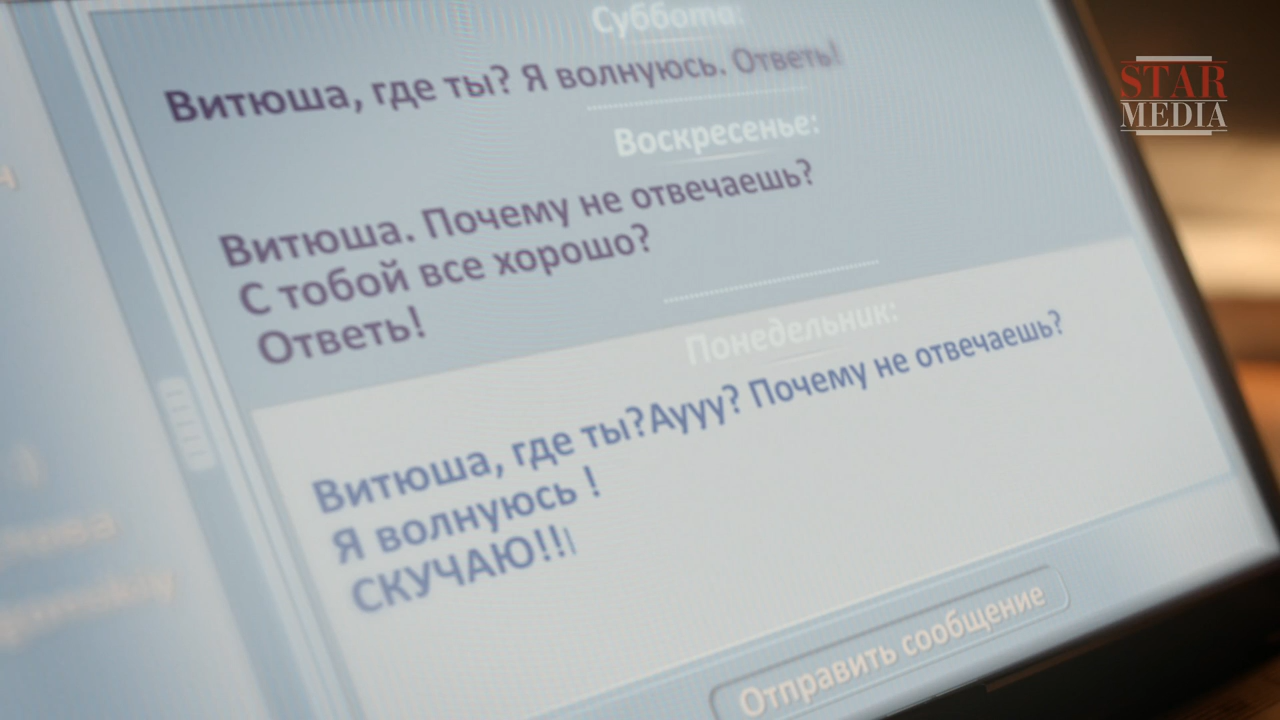 Суббота:
Витюша, где ты? Я волнуюсь. Ответь!
Воскресенье:
Витюша. Почему не отвечаешь?
С тобой все хорошо?
Ответь!
Понедельник:
Витюша, где ты?Аууу? Почему не отвечаешь?
Я волнуюсь !
СКУЧАЮ!!
Отправить сообщение
STAR
MEDIA